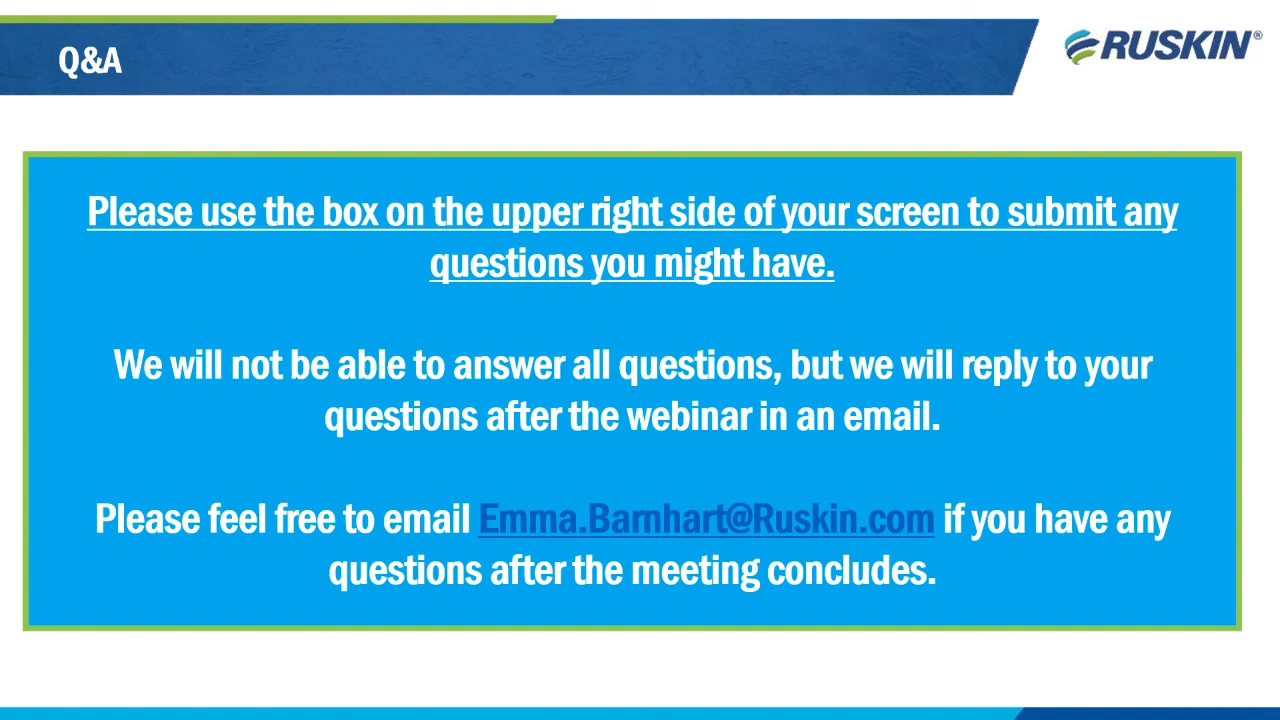 Q&A
RUSKIN®
Please use the box on the upper right side of your screen to submit any
questions you might have.
We will not be able to answer all questions, but we will reply to your
questions after the webinar in an email.
Please feel free to email Emma.Barnhart@Ruskin.com if you have any
questions after the meeting concludes.